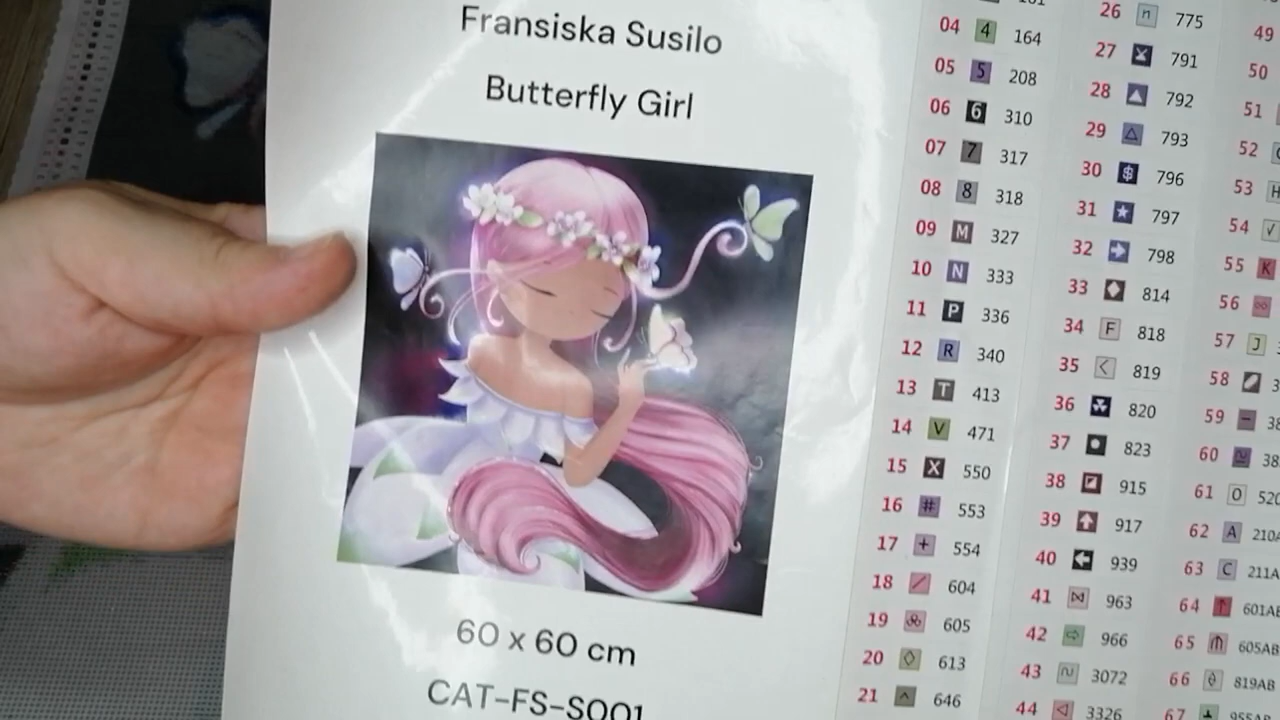 Fransiska Susilo
Butterfly Girl
60 x 60 cm
CAT-FS-S001
04 4 164
05 5 208
06 6 310
07 7 317
08 8 318
09 M 327
10 N 333
11 P 336
12 R 340
13 T 413
14 V 471
15 X 550
16 # 553
17 + 554
18 604
19 605
20 613
21 646
26 n 775
27 791
28 792
29 793
30 $ 796
31 797
32 798
33 814
34 F 818
35 819
36 820
37 823
38 915
39 917
40 939
41 963
42 966
43 3072
44 3326
49
50
51
52
53 H
54
55 K
56
57 J
58
59
60
61 O
62 A 210A
63 C 211A
64 601AB
65 605AB
66 819AB
67 955AB